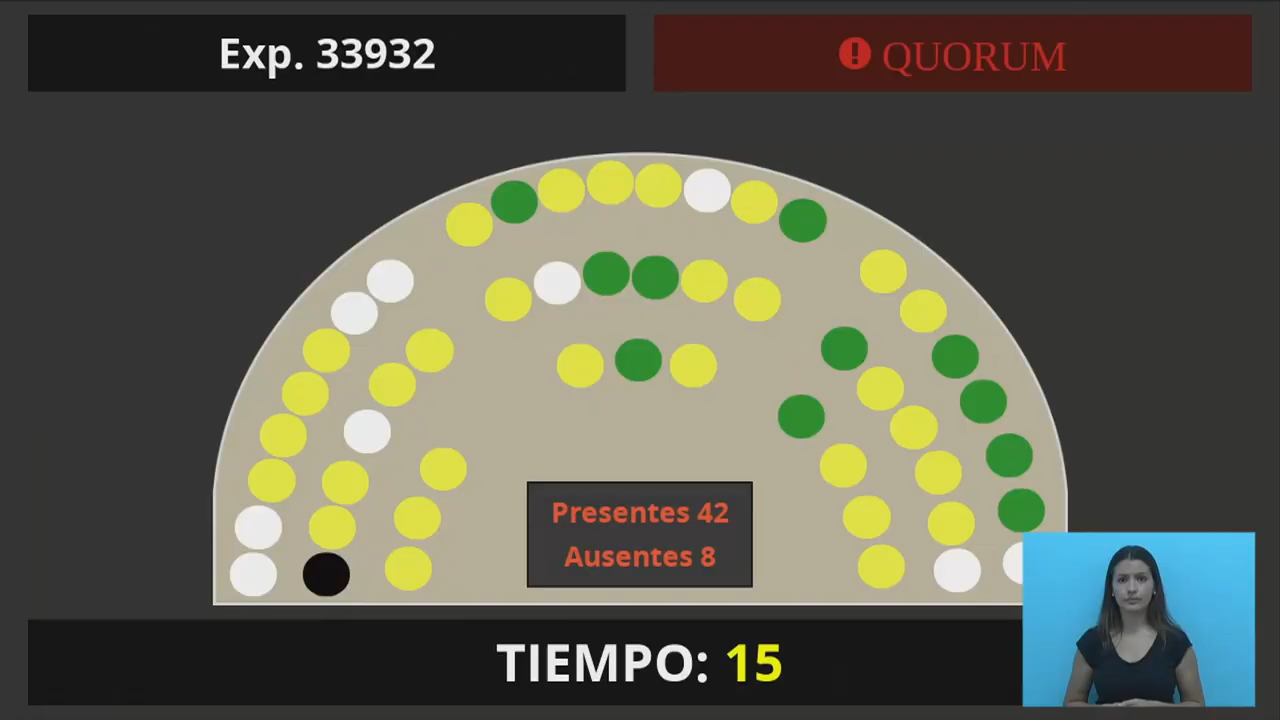 Exp. 33932
QUORUM
Presentes 42
Ausentes 8
TIEMPO: 15